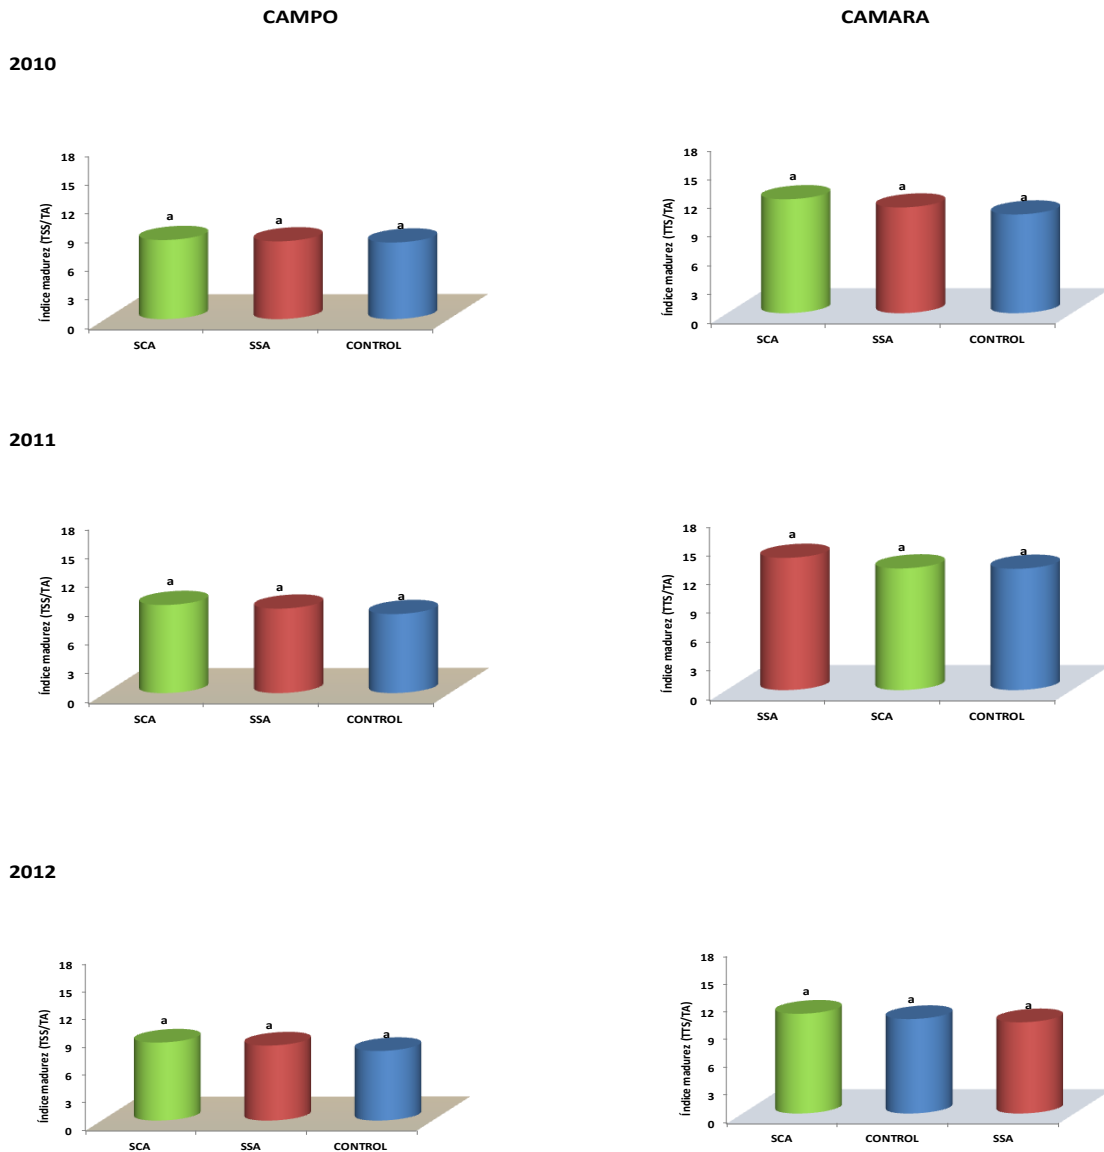 CAMPO
CAMARA
2010
Índice madurez (TSS/TA)
18
15
12
9
6
3
0
a
a
a
SCA
SSA
CONTROL
Índice madurez (TTS/TA)
18
15
12
9
6
3
0
a
a
a
SCA
SSA
CONTROL
2011
Índice madurez (TSS/TA)
18
15
12
9
6
3
0
a
a
a
SCA
SSA
CONTROL
Índice madurez (TTS/TA)
18
15
12
9
6
3
0
a
a
a
SSA
SCA
CONTROL
2012
Índice madurez (TSS/TA)
18
15
12
9
6
3
0
a
a
a
SCA
SSA
CONTROL
Índice madurez (TTS/TA)
18
15
12
9
6
3
0
a
a
a
SCA
CONTROL
SSA